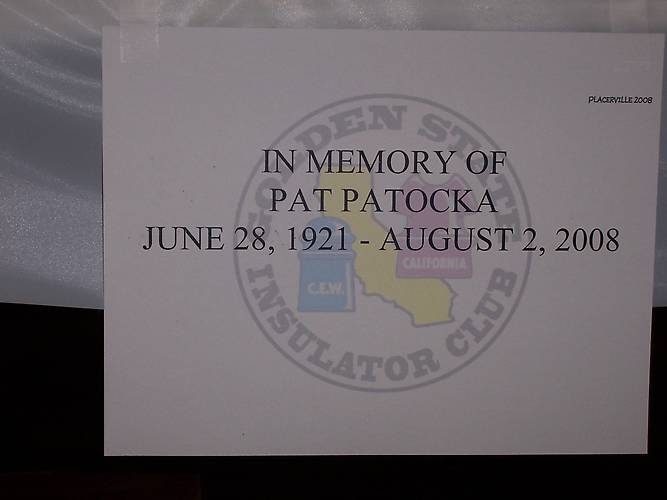 PLACERVILLE 2008
GOLDEN STATE
IN MEMORY OF
PAT PATOCKA
JUNE 28, 1921 - AUGUST 2, 2008
CALIFORNIA
C.E.W.
INSULATOR CLUB